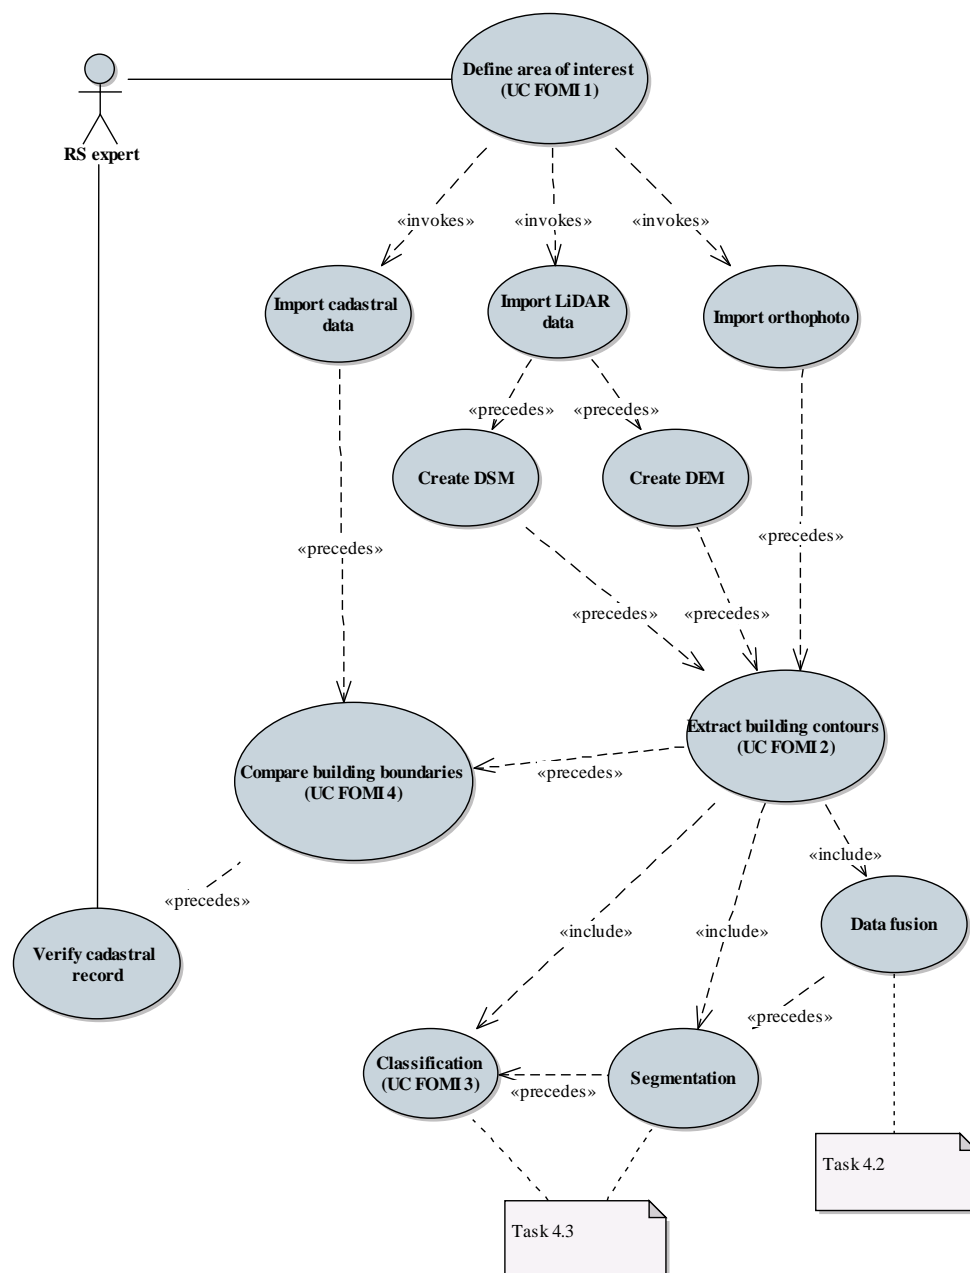 Define area of interest
(UC FOMI 1)
RS expert
«invokes»
«invokes»
«invokes»
Import cadastral
data
Import LiDAR
data
Import orthophoto
«precedes»
«precedes»
Create DSM
Create DEM
«precedes»
«precedes»
«precedes»
«precedes»
Extract building contours
(UC FOMI 2)
Compare building boundaries
(UC FOMI 4)
«precedes»
«include»
«precedes»
Data fusion
«include»
«include»
Verify cadastral
record
«precedes»
Classification
(UC FOMI 3)
Segmentation
«precedes»
Task 4.2
Task 4.3